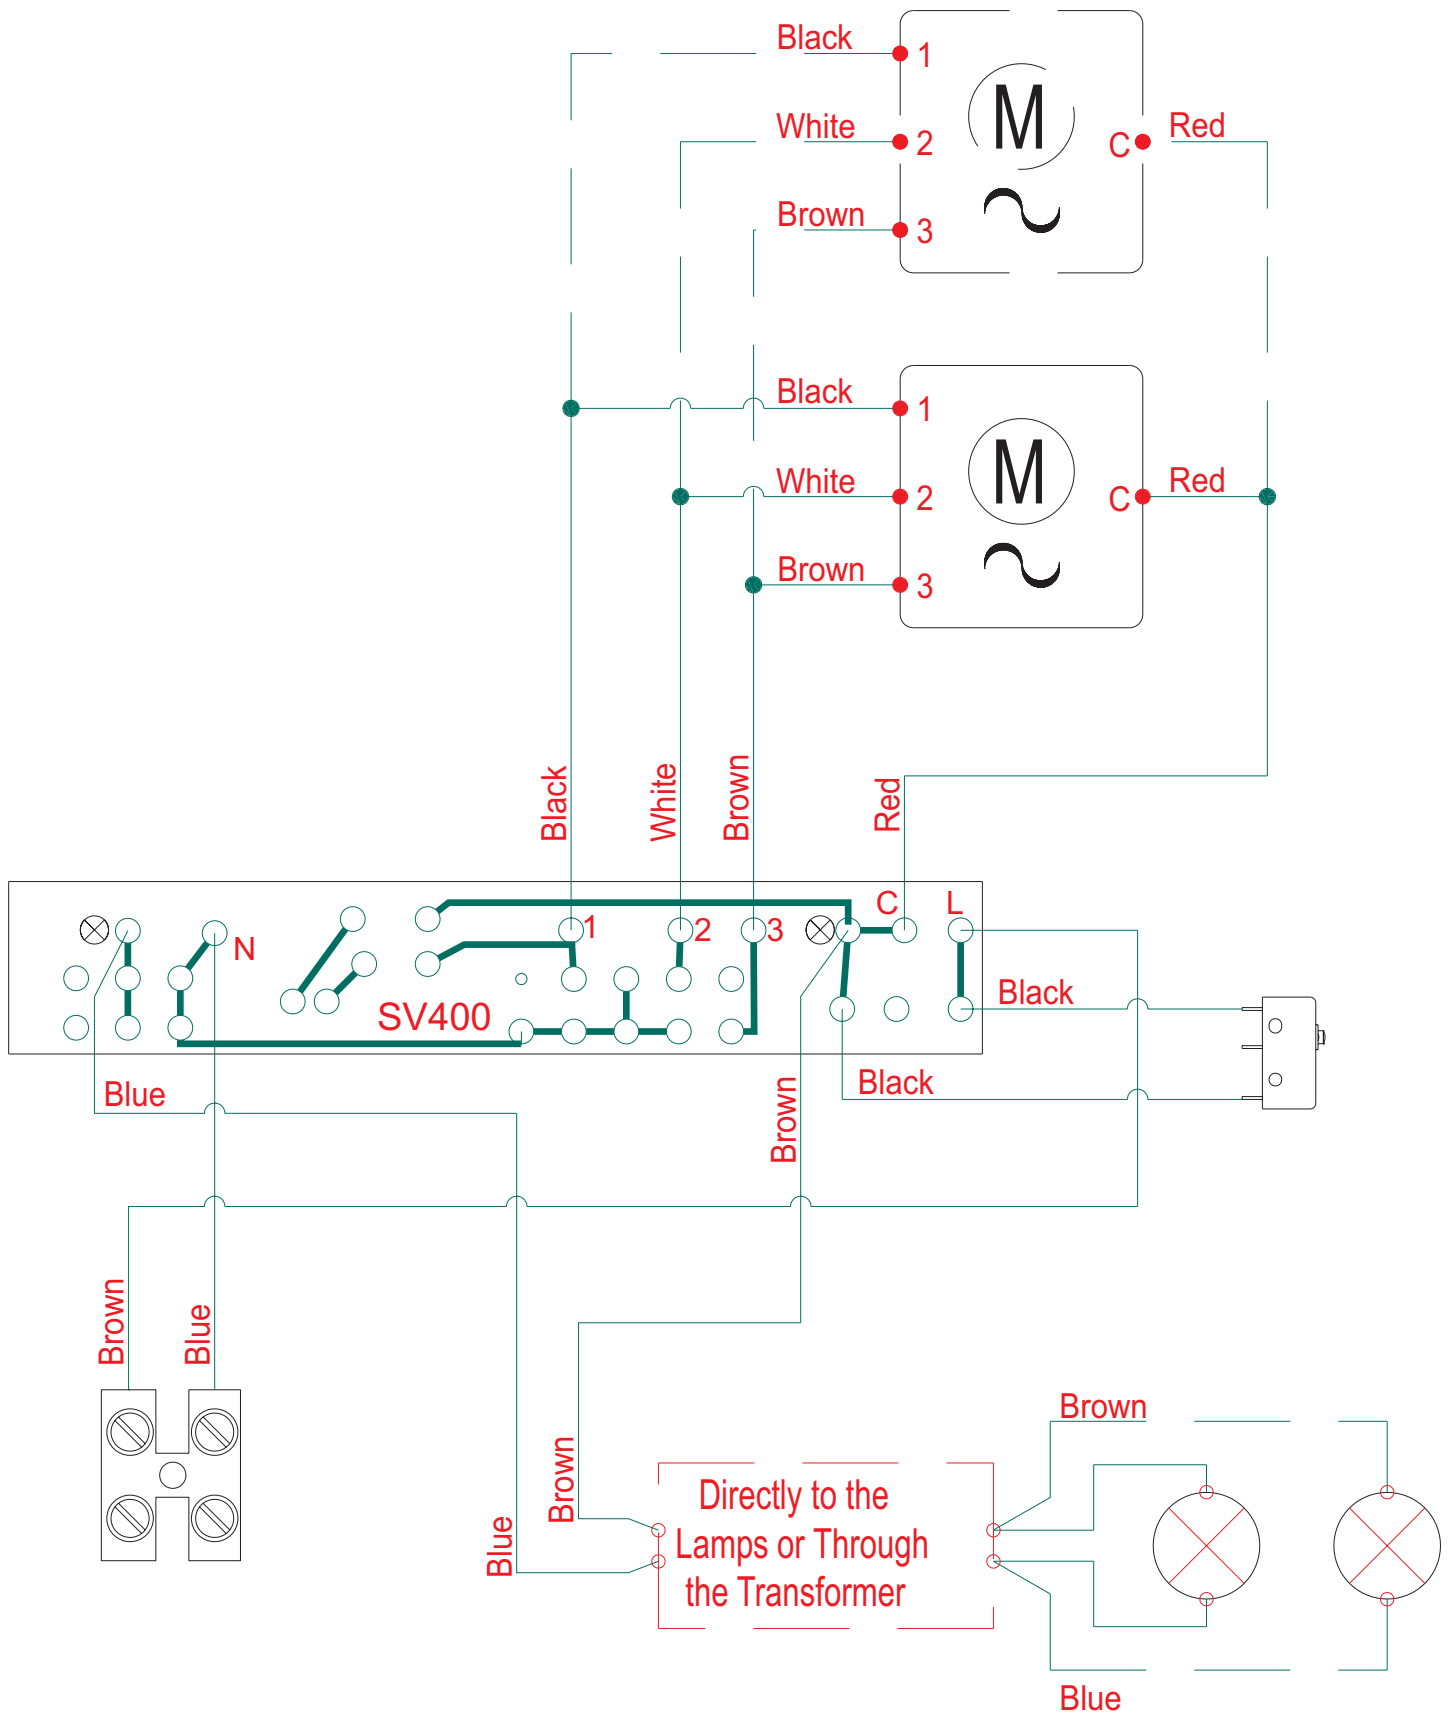 Black
1
M
White
2
C
Red
Brown
3
Black
1
M
White
2
C
Red
Brown
3
Black
White
Brown
Red
C
L
1
2
3
N
SV400
Black
Blue
Black
Brown
Brown
Blue
Brown
Brown
Blue
Directly to the
Lamps or Through
the Transformer
Blue